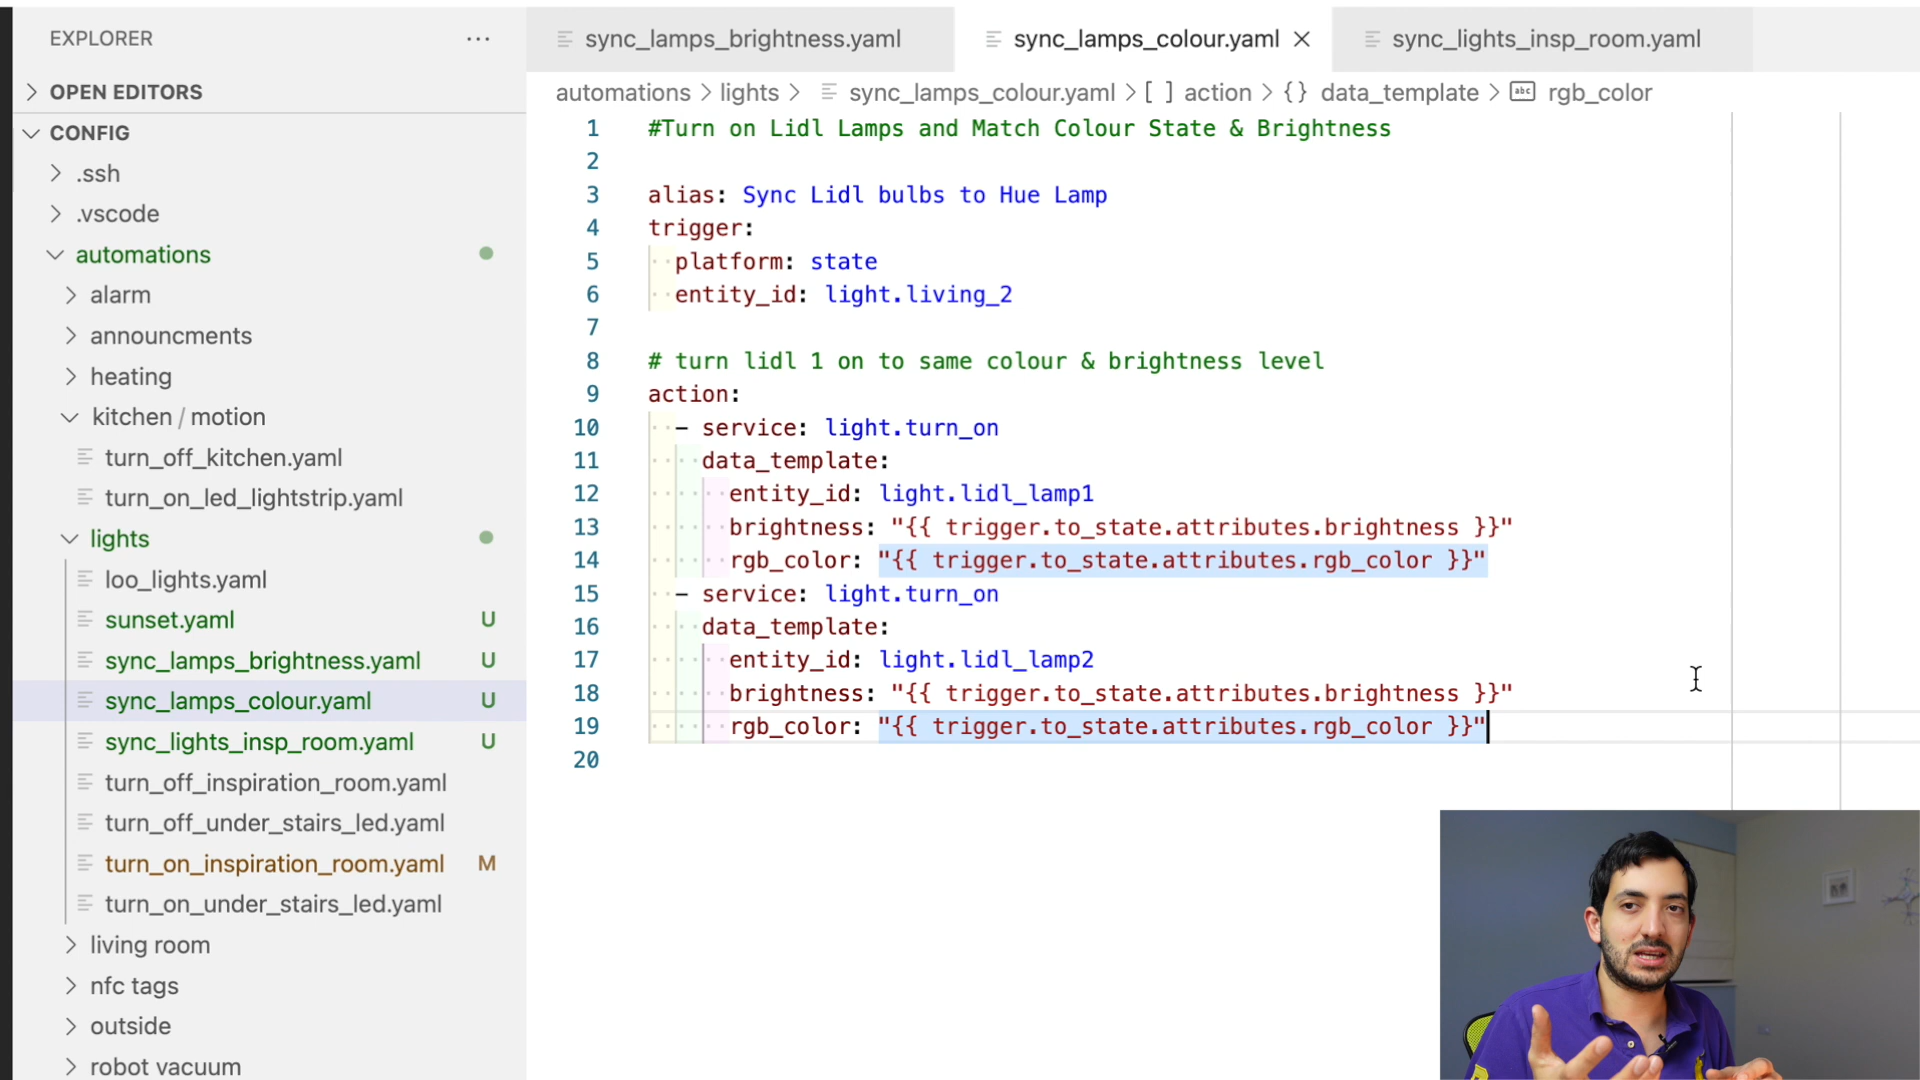 EXPLORER
OPEN EDITORS
CONFIG
.ssh
.vscode
automations
alarm
announcments
heating
kitchen / motion
turn_off_kitchen.yaml
turn_on_led_lightstrip.yaml
lights
loo_lights.yaml
sunset.yaml U
sync_lamps_brightness.yaml U
sync_lamps_colour.yaml U
sync_lights_insp_room.yaml U
turn_off_inspiration_room.yaml
turn_off_under_stairs_led.yaml
turn_on_inspiration_room.yaml M
turn_on_under_stairs_led.yaml
living room
nfc tags
outside
robot vacuum
sync_lamps_brightness.yaml sync_lamps_colour.yaml sync_lights_insp_room.yaml
automations > lights > sync_lamps_colour.yaml > [ ] action > {} data_template > abc rgb_color
1 #Turn on Lidl Lamps and Match Colour State & Brightness
2
3 alias: Sync Lidl bulbs to Hue Lamp
4 trigger:
5 platform: state
6 entity_id: light.living_2
7
8 # turn lidl 1 on to same colour & brightness level
9 action:
10 - service: light.turn_on
11 data_template:
12 entity_id: light.lidl_lamp1
13 brightness: "{{ trigger.to_state.attributes.brightness }}"
14 rgb_color: "{{ trigger.to_state.attributes.rgb_color }}"
15 - service: light.turn_on
16 data_template:
17 entity_id: light.lidl_lamp2
18 brightness: "{{ trigger.to_state.attributes.brightness }}"
19 rgb_color: "{{ trigger.to_state.attributes.rgb_color }}"
20